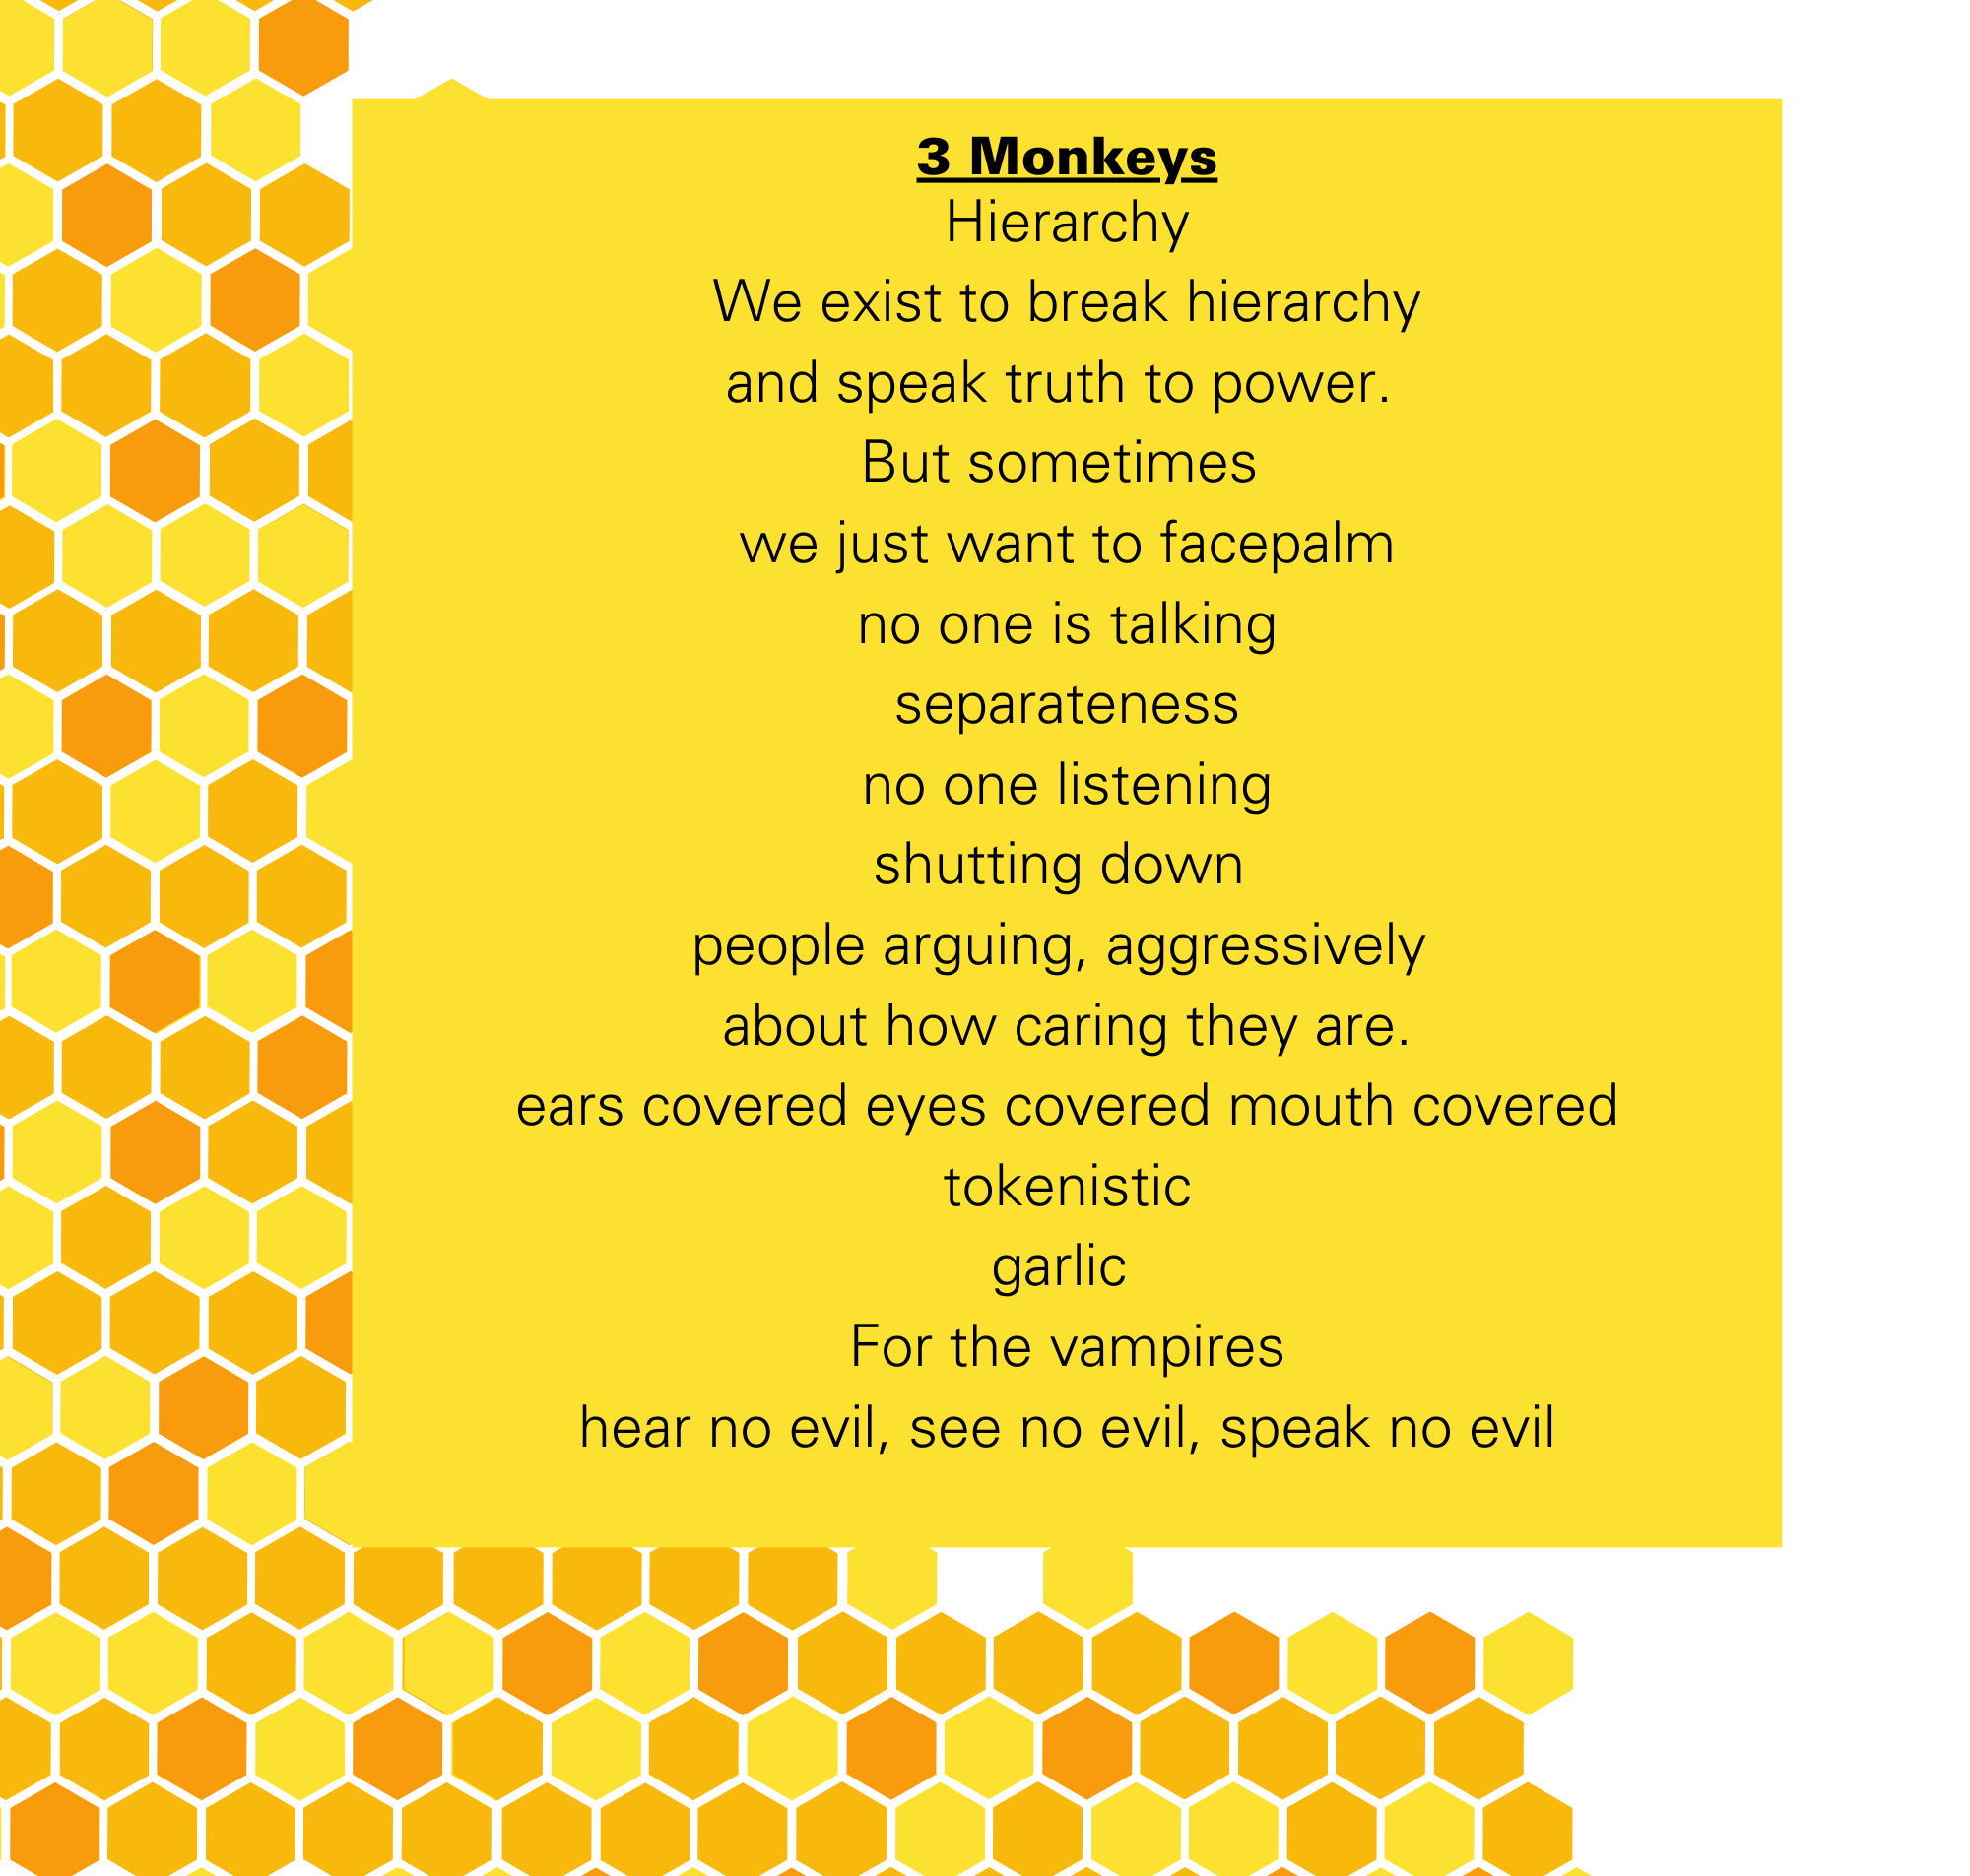 3 Monkeys
Hierarchy
We exist to break hierarchy
and speak truth to power.
But sometimes
we just want to facepalm
no one is talking
separateness
no one listening
shutting down
people arguing, aggressively
about how caring they are.
ears covered eyes covered mouth covered
tokenistic
garlic
For the vampires
hear no evil, see no evil, speak no evil